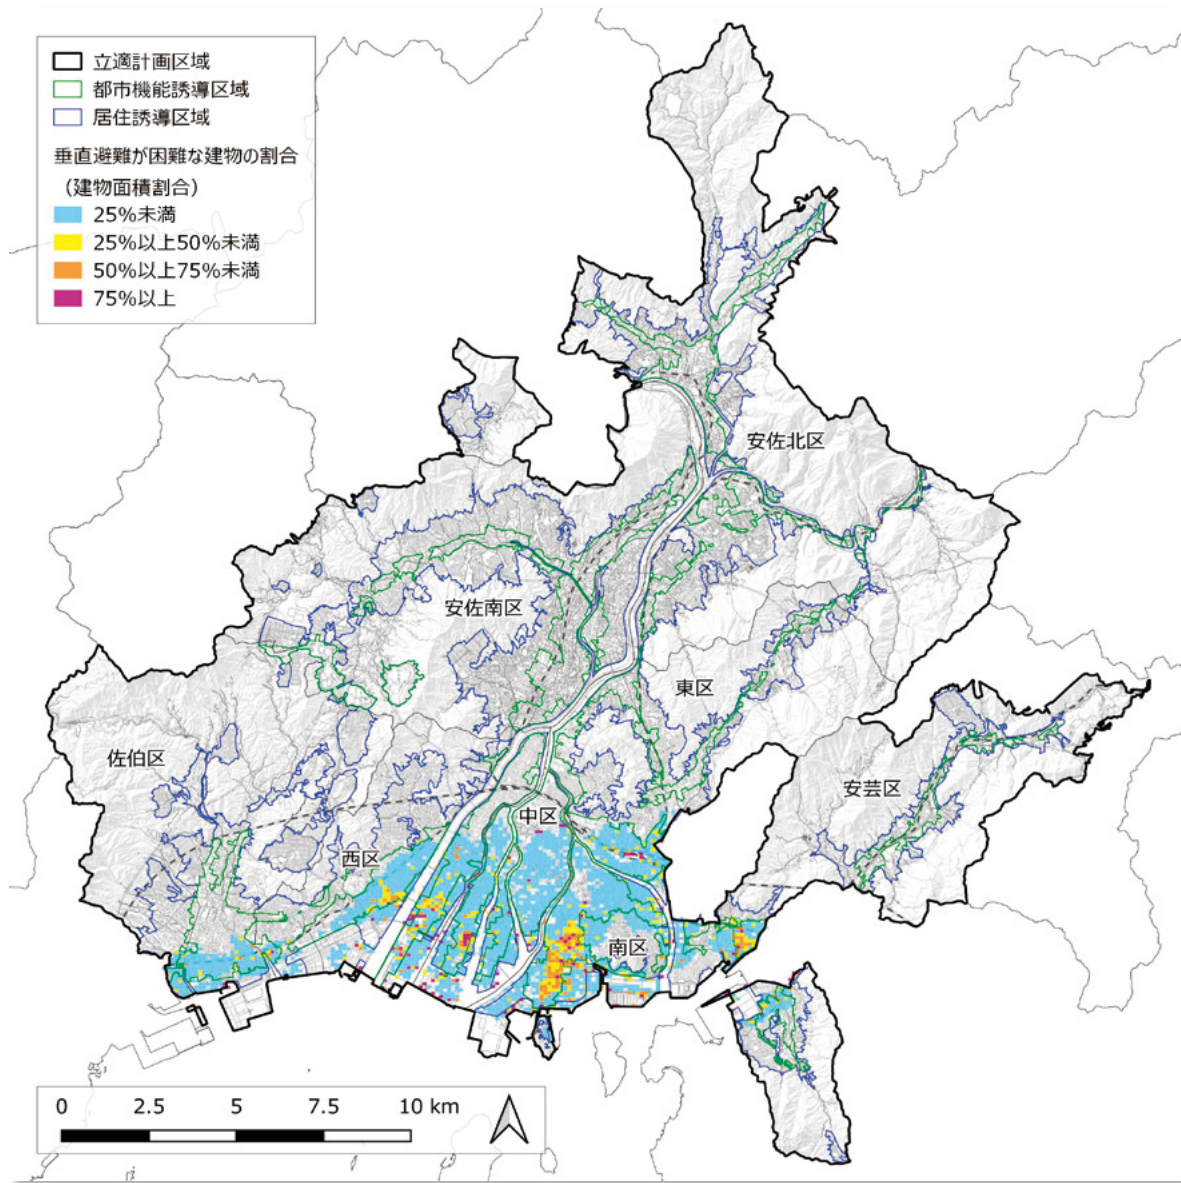 立適計画区域
都市機能誘導区域
居住誘導区域
垂直避難が困難な建物の割合
（建物面積割合）
25%未満
25%以上50%未満
50%以上75%未満
75%以上
安佐北区
安佐南区
東区
佐伯区
安芸区
中区
西区
南区
0 2.5 5 7.5 10 km